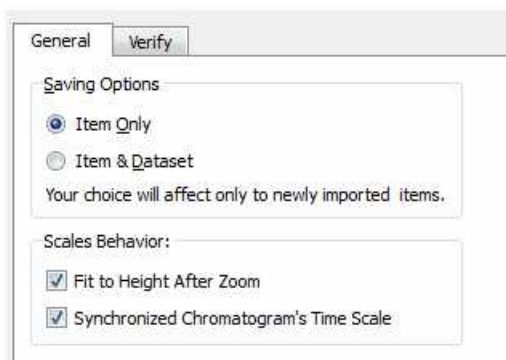 General Verify
Saving Options
Item Only
Item & Dataset
Your choice will affect only to newly imported items.
Scales Behavior:
Fit to Height After Zoom
Synchronized Chromatogram's Time Scale